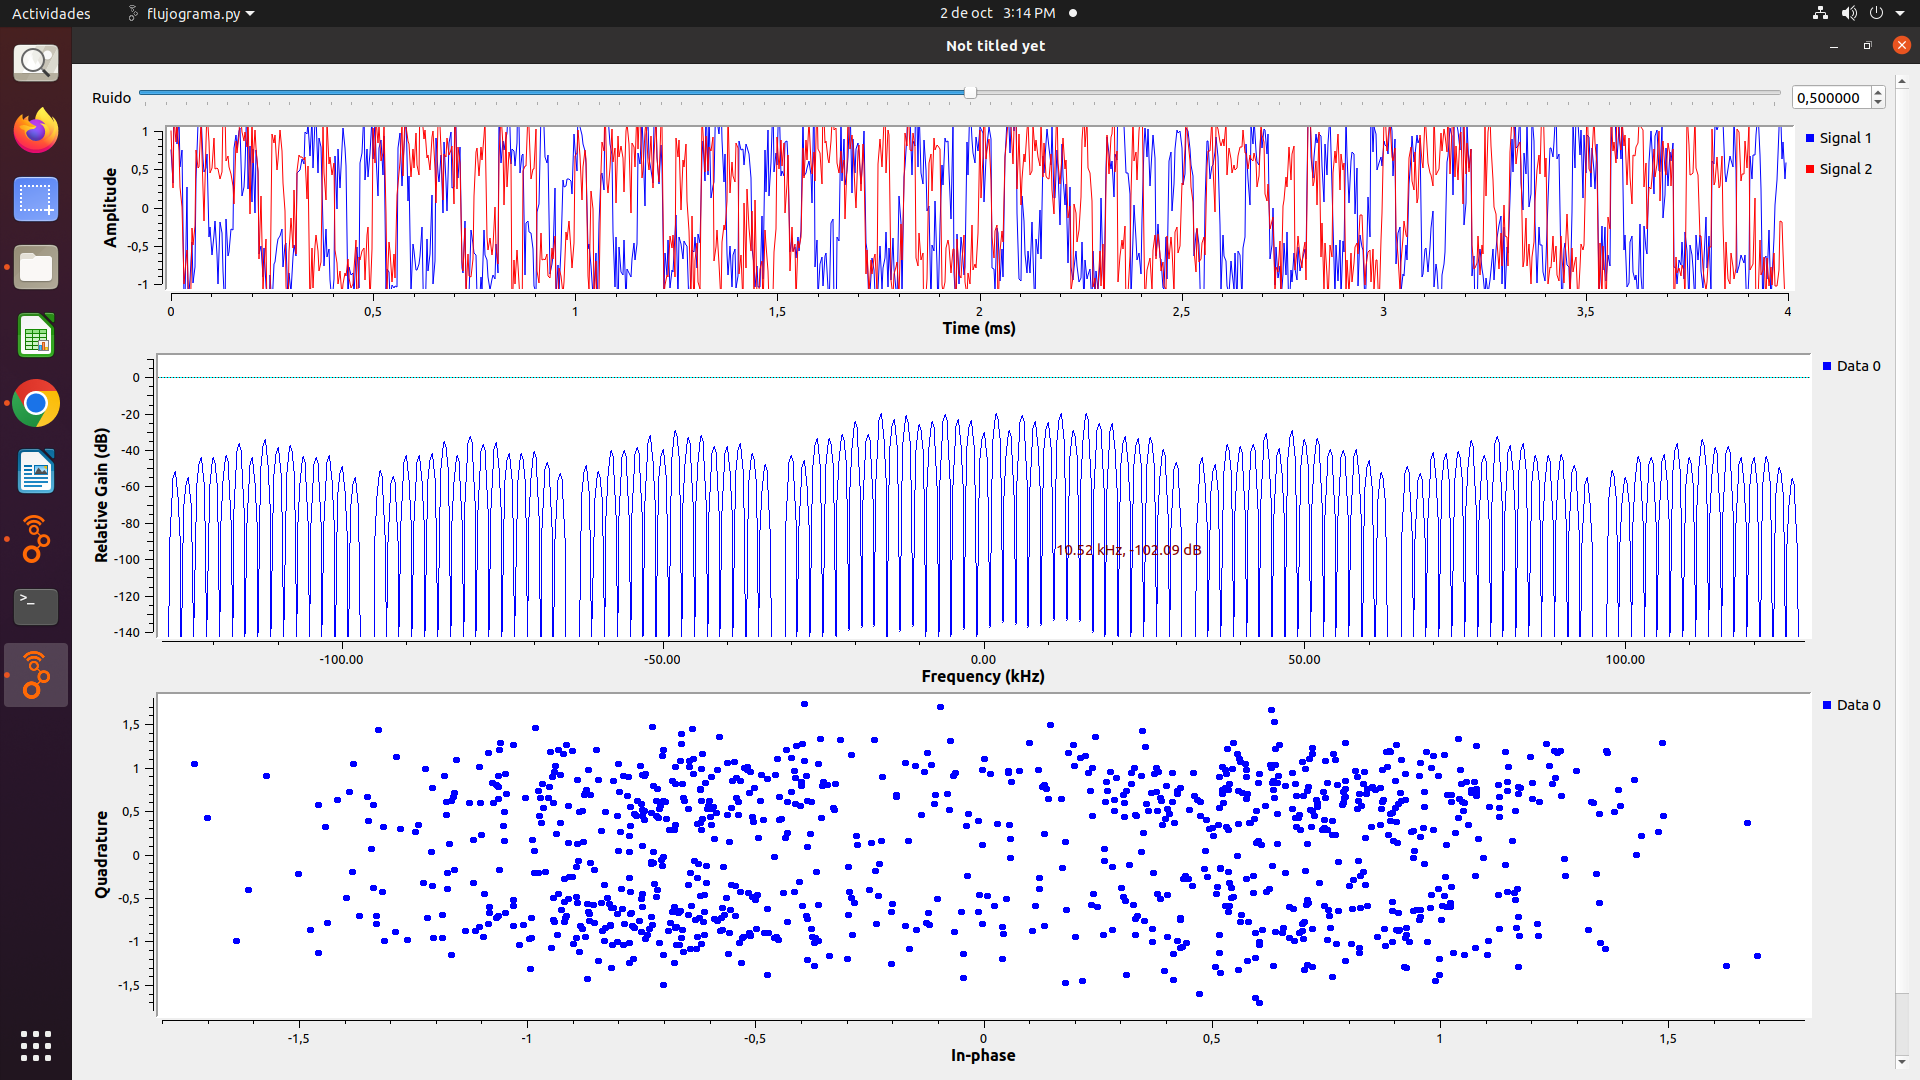 Actividades flujograma.py 2 de oct 3:14 PM
Not titled yet
Ruido 0,500000
Amplitude
1
0,5
0
-0,5
-1
0 0,5 1 1,5 2 2,5 3 3,5 4
Time (ms)
Signal 1
Signal 2
Relative Gain (dB)
0
-20
-40
-60
-80
-100
-120
-140
10.52 kHz, -102.09 dB
-100.00 -50.00 0.00 50.00 100.00
Frequency (kHz)
Data 0
Quadrature
1,5
1
0,5
0
-0,5
-1
-1,5
-1,5 -1 -0,5 0 0,5 1 1,5
In-phase
Data 0